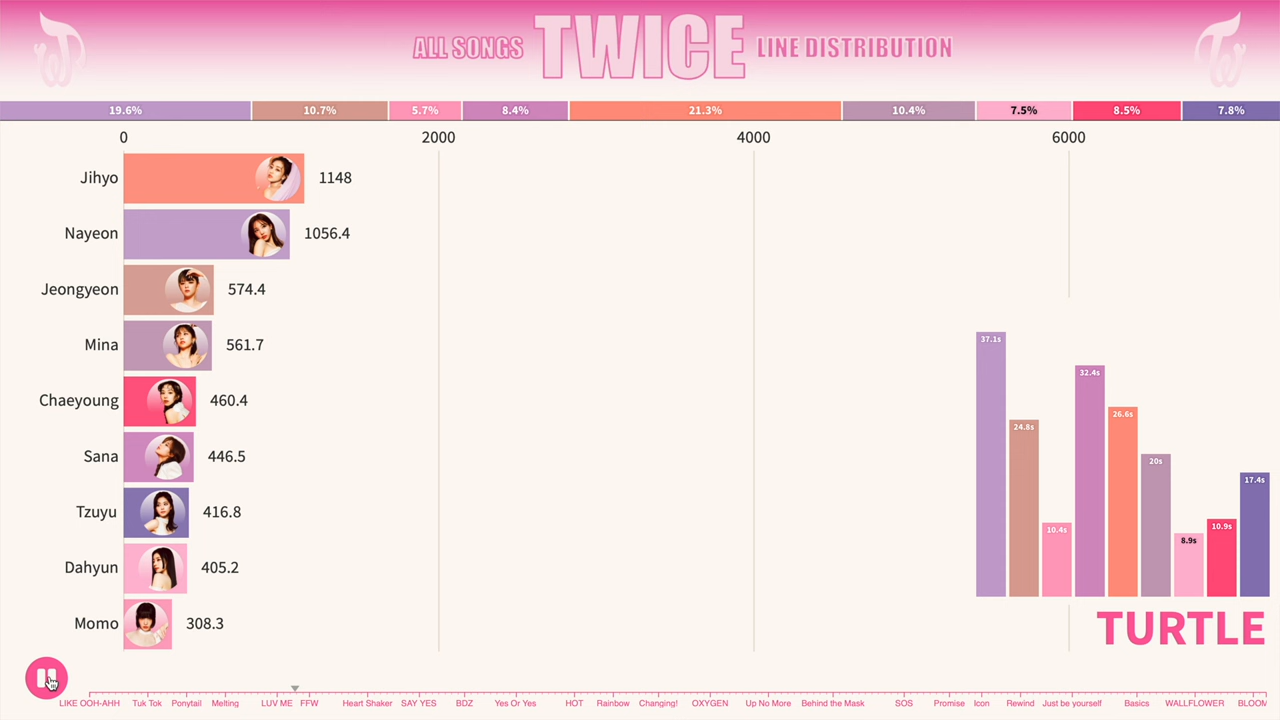 ALL SONGS TWICE LINE DISTRIBUTION
19.6% 10.7% 5.7% 8.4% 21.3% 10.4% 7.5% 8.5% 7.8%
0 2000 4000 6000
Jihyo 1148
Nayeon 1056.4
Jeongyeon 574.4
Mina 561.7
Chaeyoung 460.4
Sana 446.5
Tzuyu 416.8
Dahyun 405.2
Momo 308.3
37.1s 24.8s 10.4s 32.4s 26.6s 20s 8.9s 10.9s 17.4s
TURTLE
LIKE OOH-AHH Tuk Tok Ponytail Melting LUV ME FFW Heart Shaker SAY YES BDZ Yes Or Yes HOT Rainbow Changing! OXYGEN Up No More Behind the Mask SOS Promise Icon Rewind Just be yourself Basics WALLFLOWER BLOOM